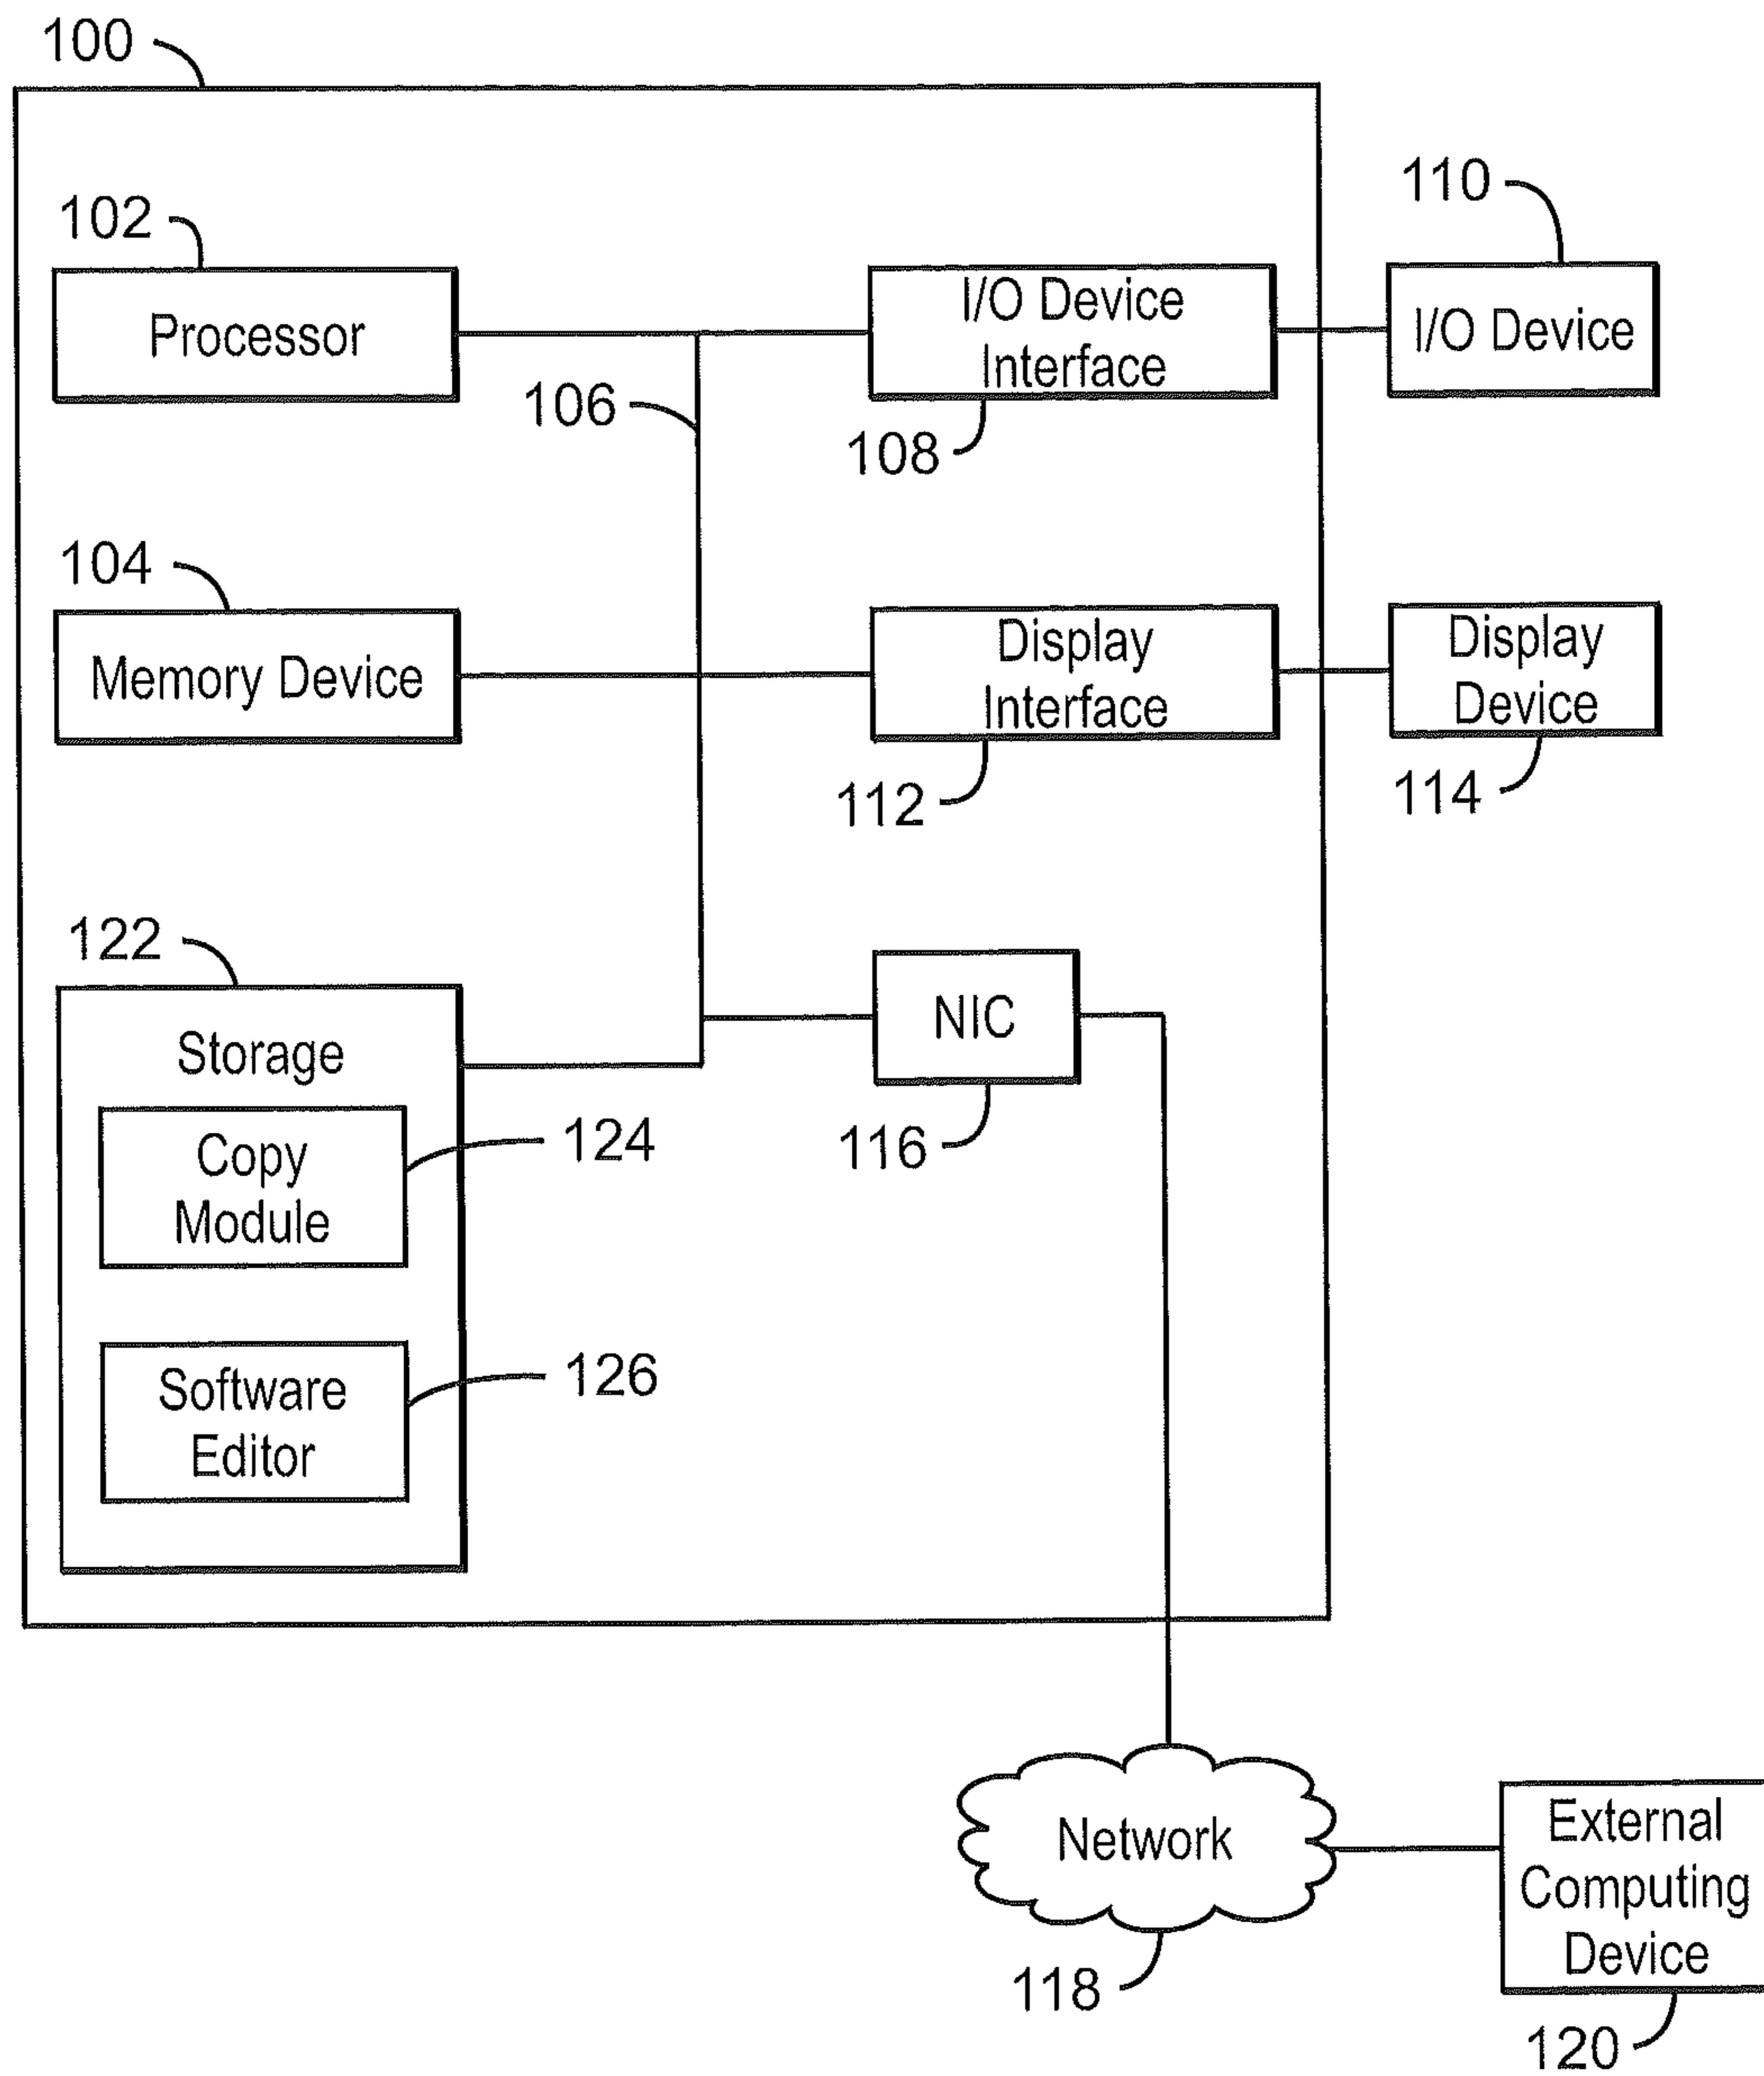 100
110
102
Processor
I/O Device
Interface
I/O Device
106
108
104
Memory Device
Display
Interface
Display
Device
112
114
122
Storage
NIC
Copy
Module
124
116
Software
Editor
126
Network
External
Computing
Device
118
120